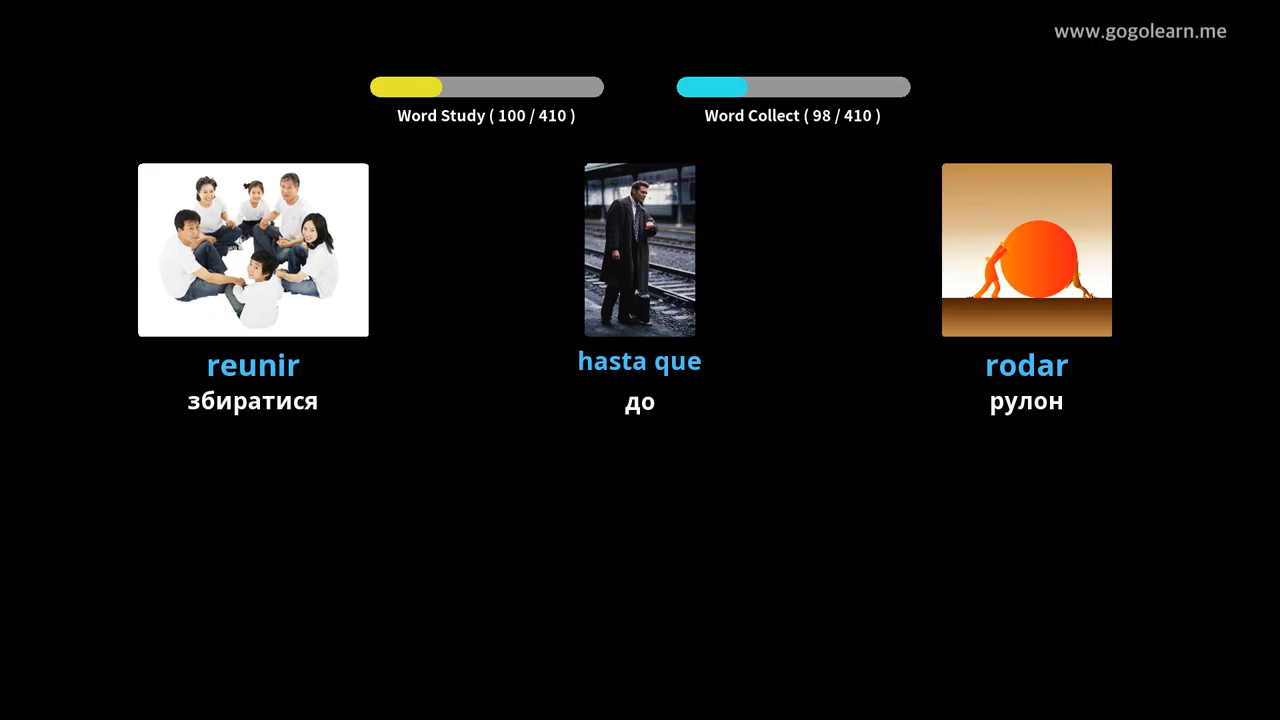 www.gogolearn.me
Word Study ( 100 / 410 )
Word Collect ( 98 / 410 )
reunir
збиратися
hasta que
до
rodar
рулон